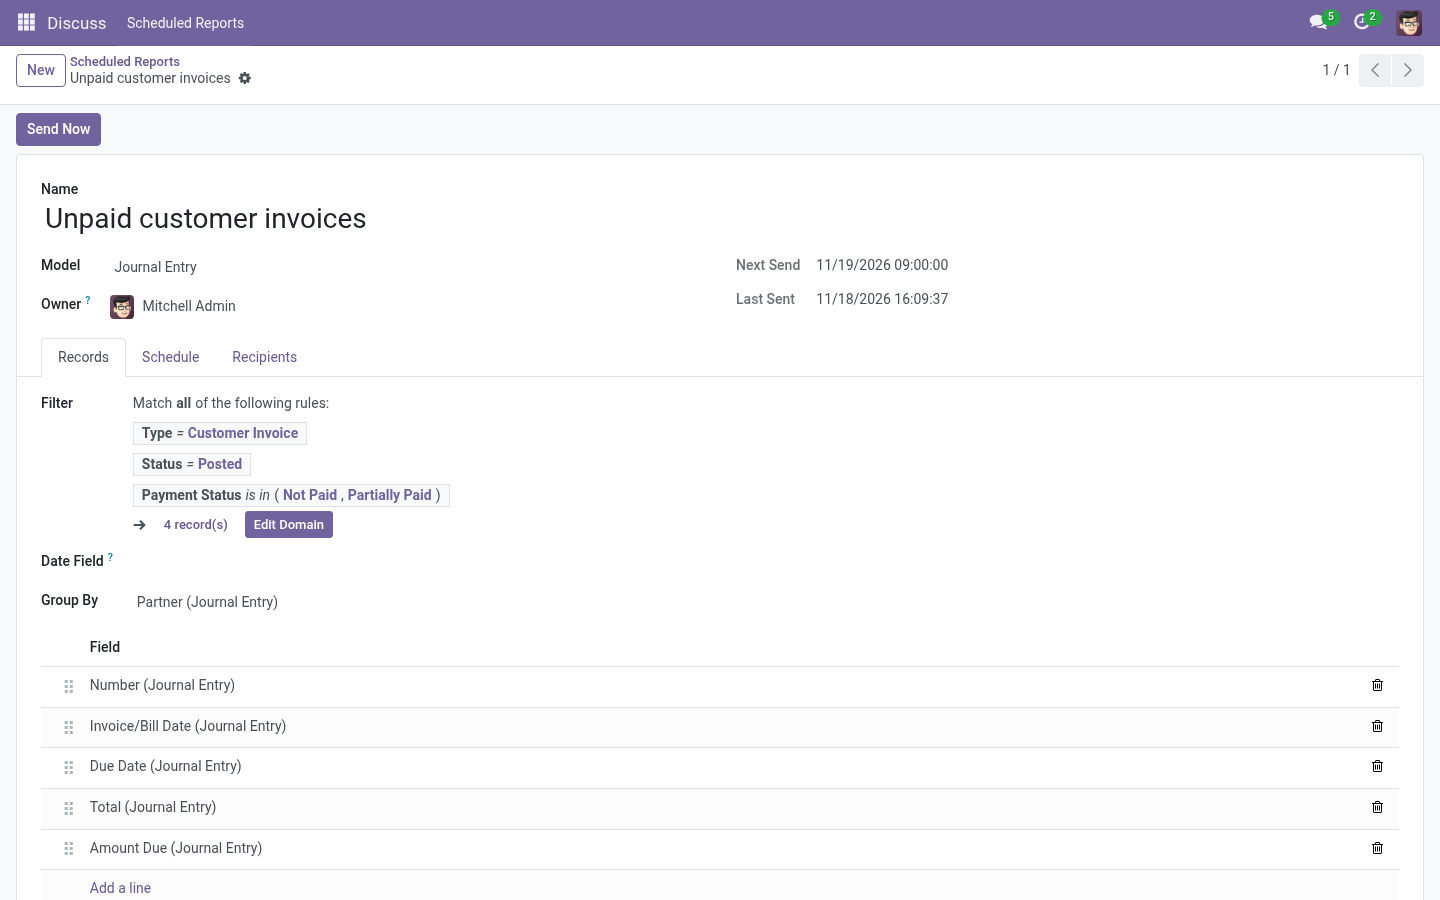 Discuss Scheduled Reports 5 2
New Scheduled Reports
Unpaid customer invoices 1 / 1
Send Now
Name
Unpaid customer invoices
Model Journal Entry Next Send 11/19/2026 09:00:00
Owner ? Mitchell Admin Last Sent 11/18/2026 16:09:37
Records Schedule Recipients
Filter Match all of the following rules:
Type = Customer Invoice
Status = Posted
Payment Status is in ( Not Paid , Partially Paid )
4 record(s) Edit Domain
Date Field ?
Group By Partner (Journal Entry)
Field
Number (Journal Entry)
Invoice/Bill Date (Journal Entry)
Due Date (Journal Entry)
Total (Journal Entry)
Amount Due (Journal Entry)
Add a line